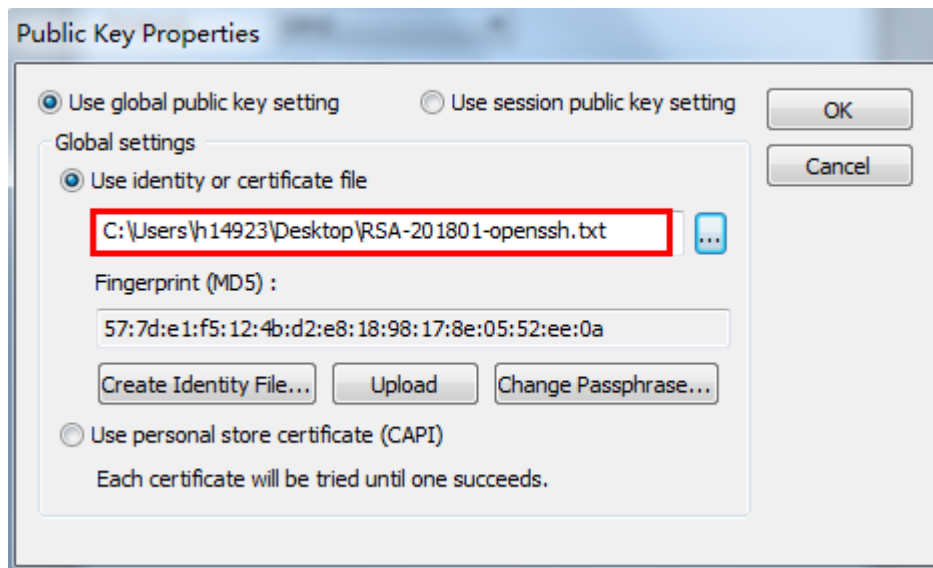 Public Key Properties
Use global public key setting
Use session public key setting
OK
Global settings
Cancel
Use identity or certificate file
C:\Users\h14923\Desktop\RSA-201801-openssh.txt
...
Fingerprint (MD5) :
57:7d:e1:f5:12:4b:d2:e8:18:98:17:8e:05:52:ee:0a
Create Identity File...
Upload
Change Passphrase...
Use personal store certificate (CAPI)
Each certificate will be tried until one succeeds.